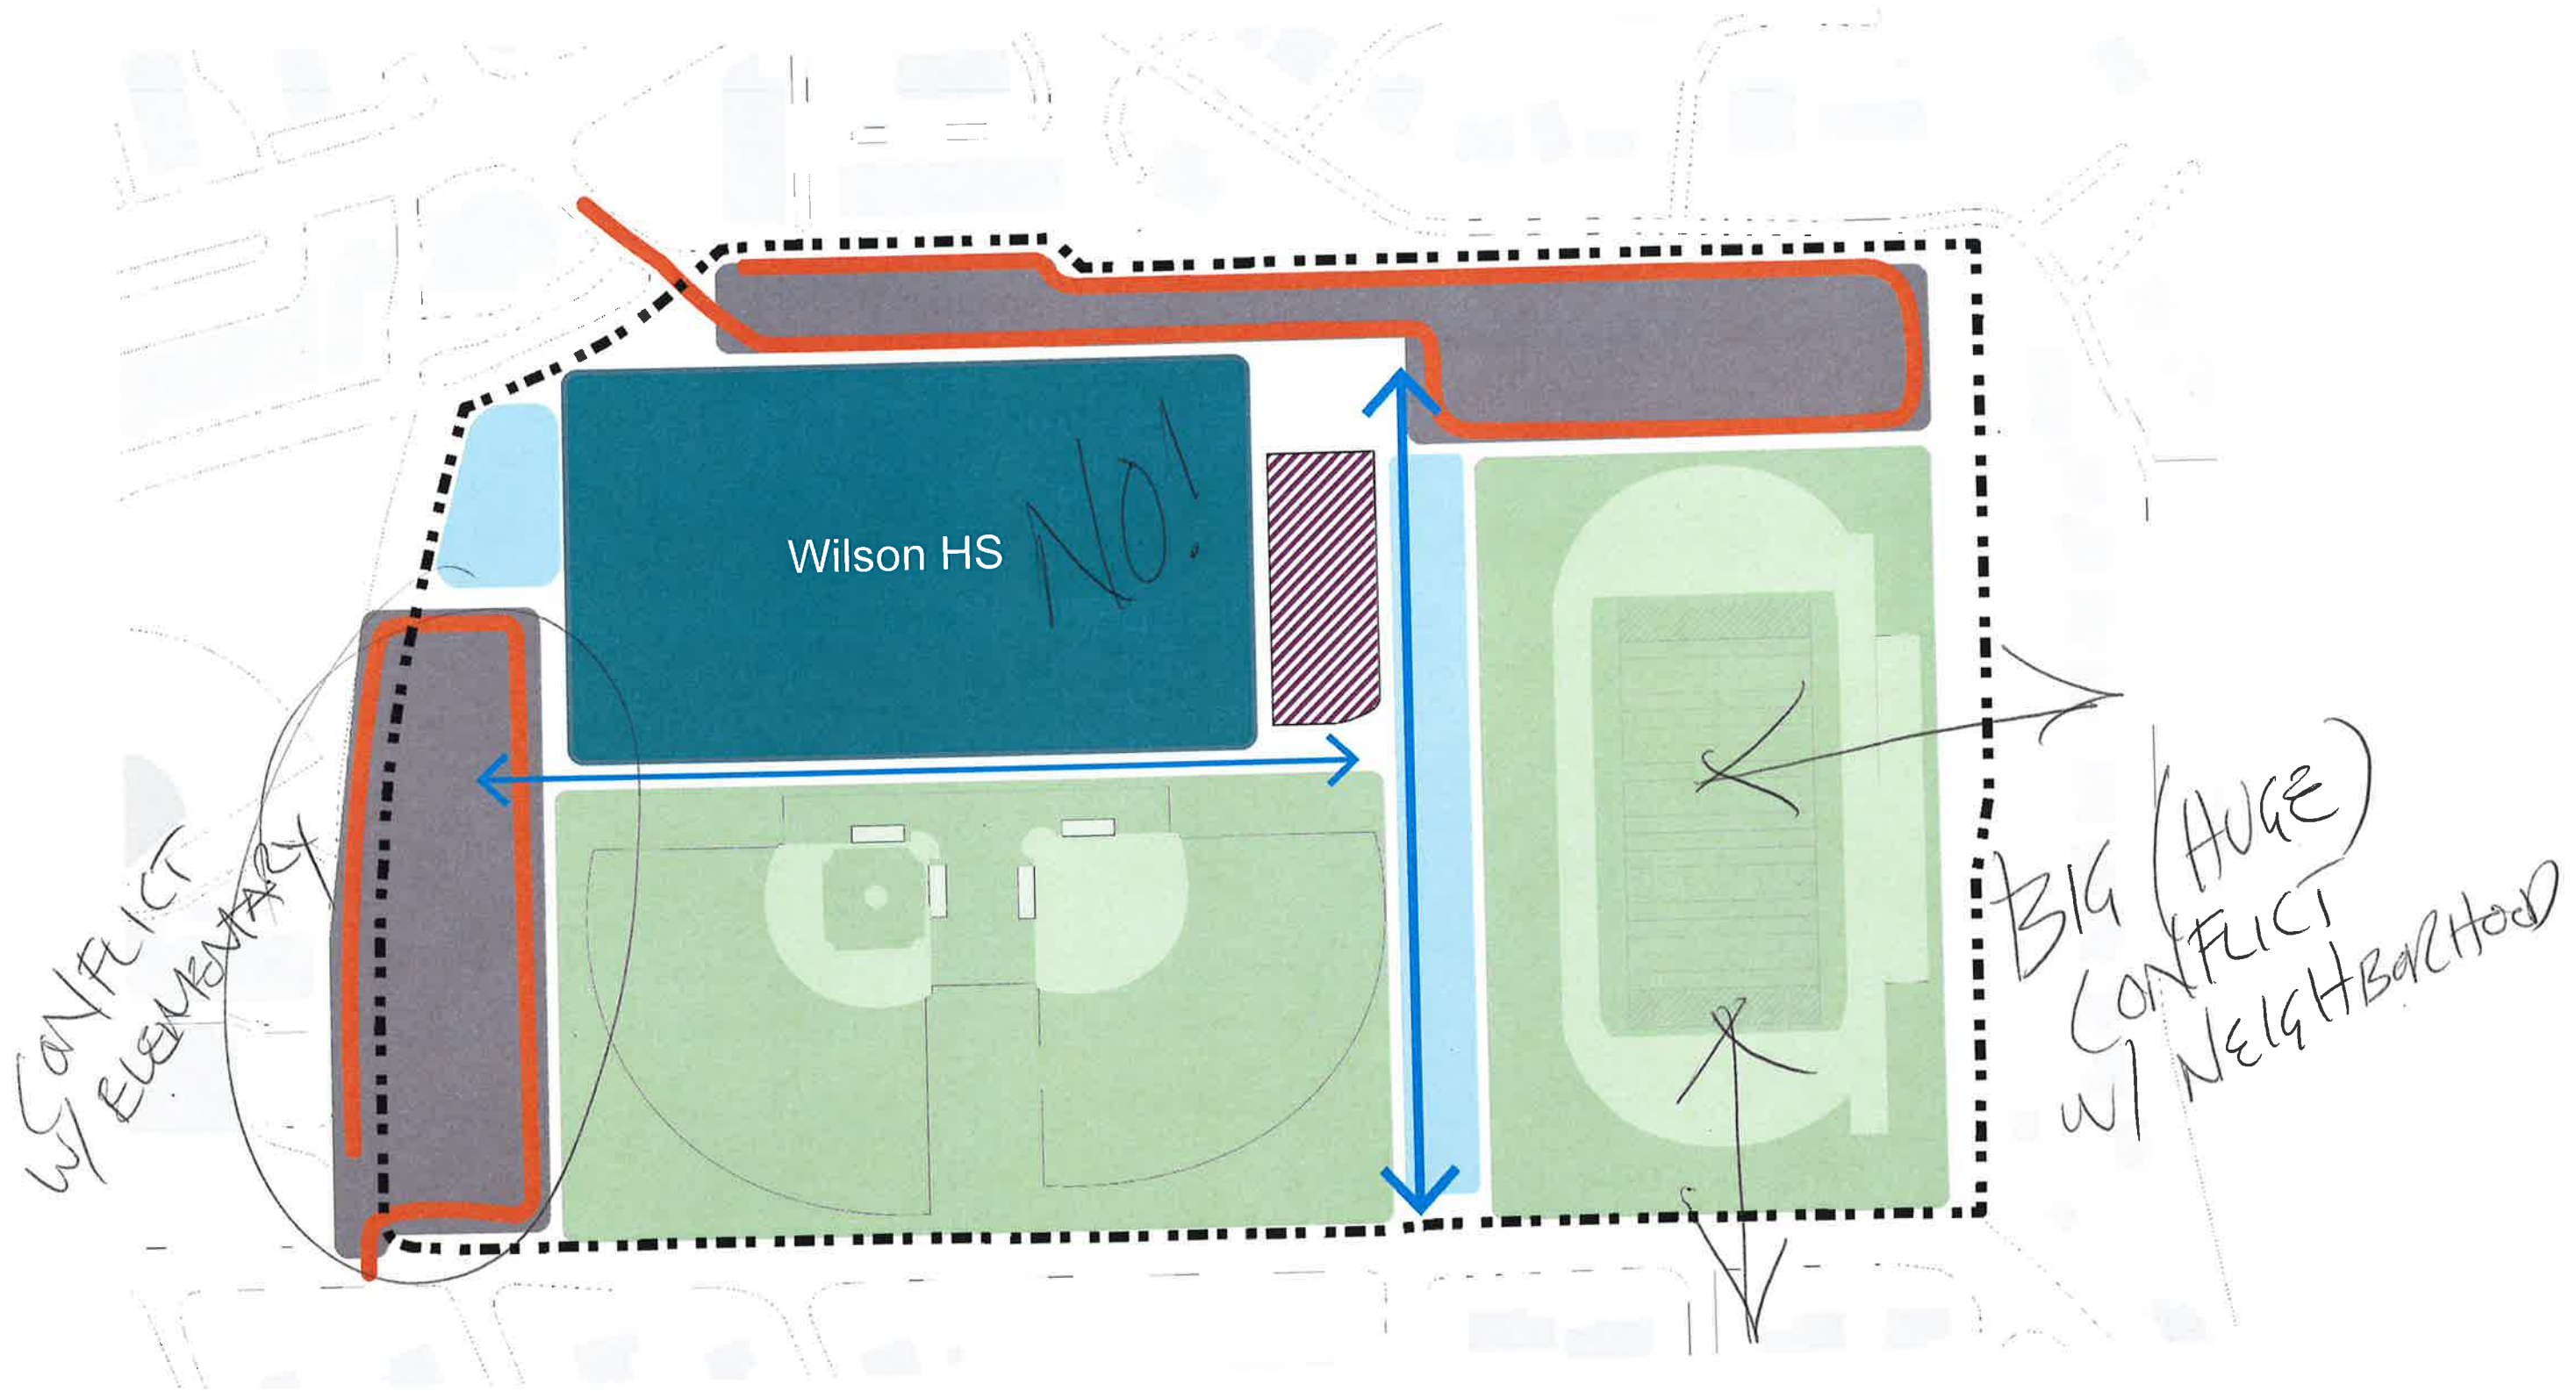 Wilson HS
NO!
CONFLICT
W/ ELEMENTARY
BIG (HUGE)
CONFLICT
W/ NEIGHBORHOOD